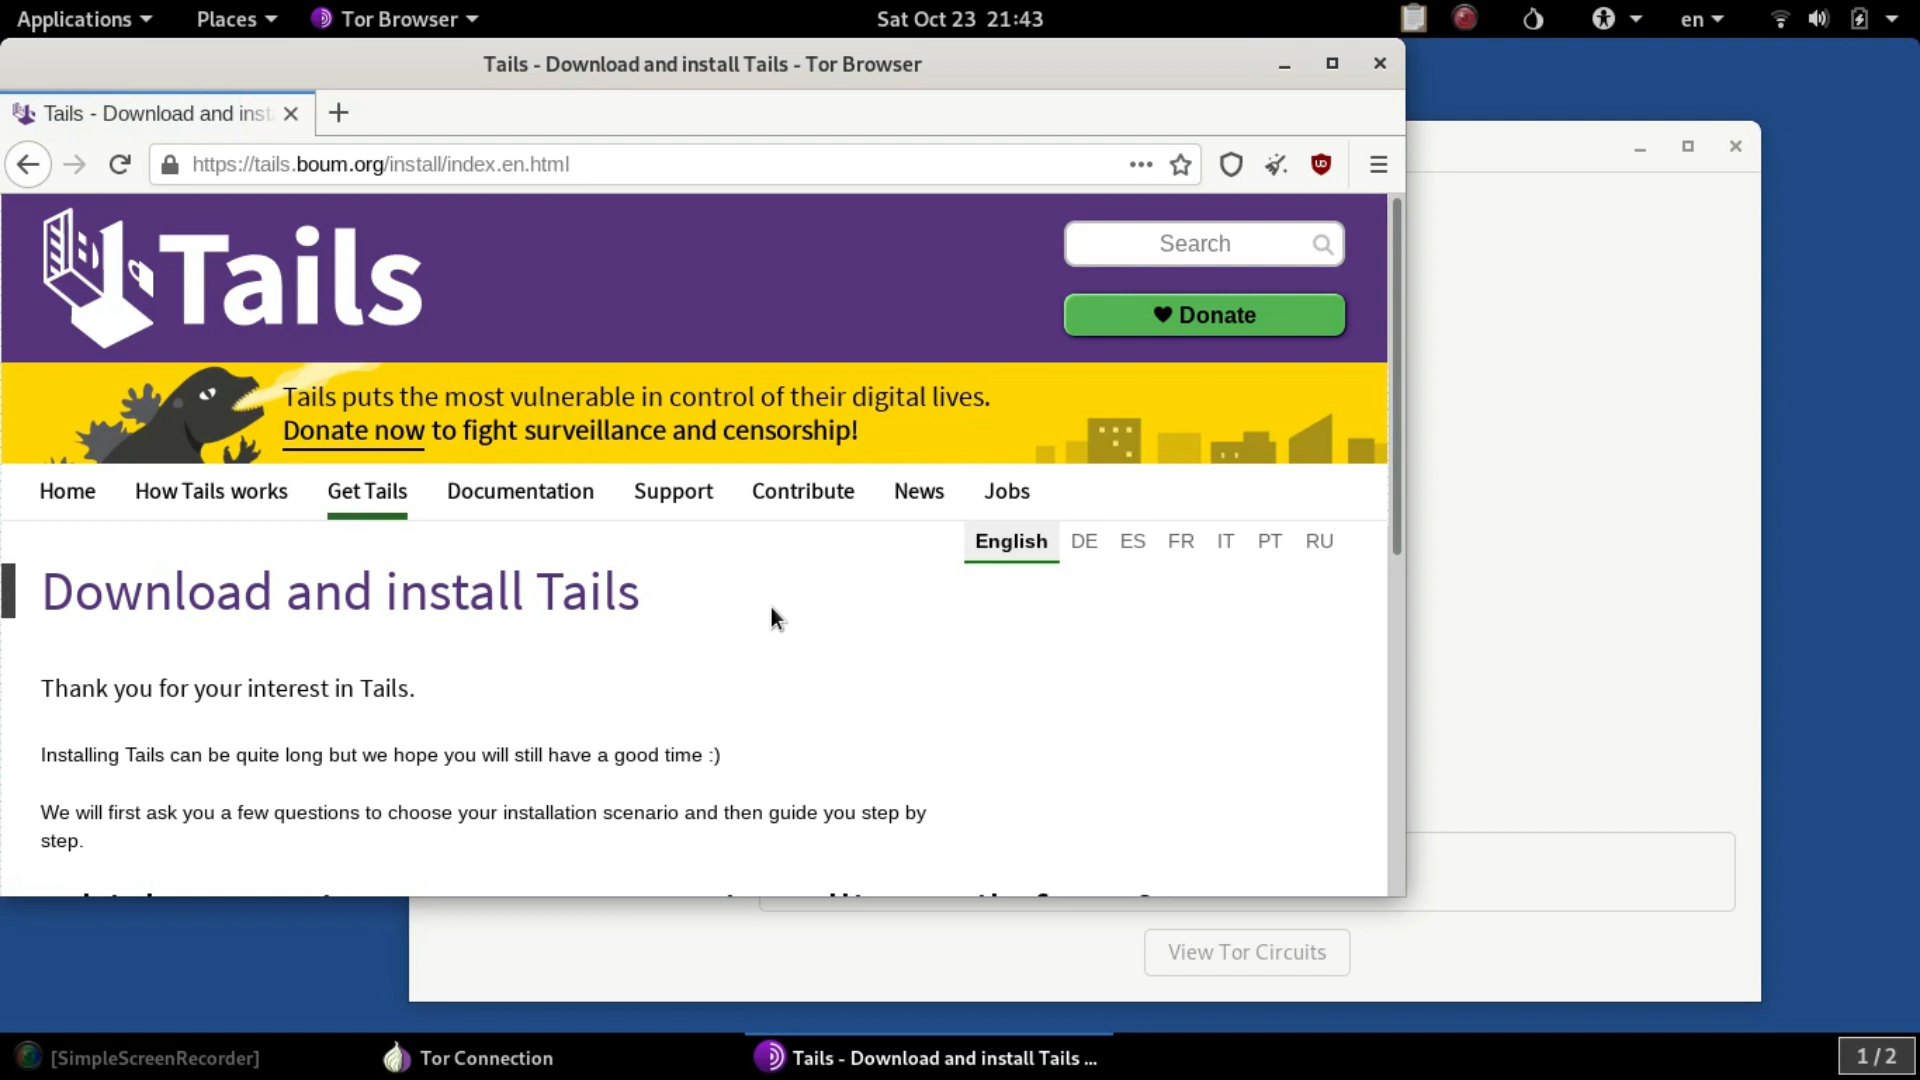 Applications Places Tor Browser Sat Oct 23 21:43 en
Tails - Download and install Tails - Tor Browser
Tails - Download and inst
https://tails.boum.org/install/index.en.html
Tails
Search
Donate
Tails puts the most vulnerable in control of their digital lives.
Donate now to fight surveillance and censorship!
Home How Tails works Get Tails Documentation Support Contribute News Jobs
English DE ES FR IT PT RU
Download and install Tails
Thank you for your interest in Tails.
Installing Tails can be quite long but we hope you will still have a good time :)
We will first ask you a few questions to choose your installation scenario and then guide you step by
step.
View Tor Circuits
[SimpleScreenRecorder] Tor Connection Tails - Download and install Tails ... 1 / 2